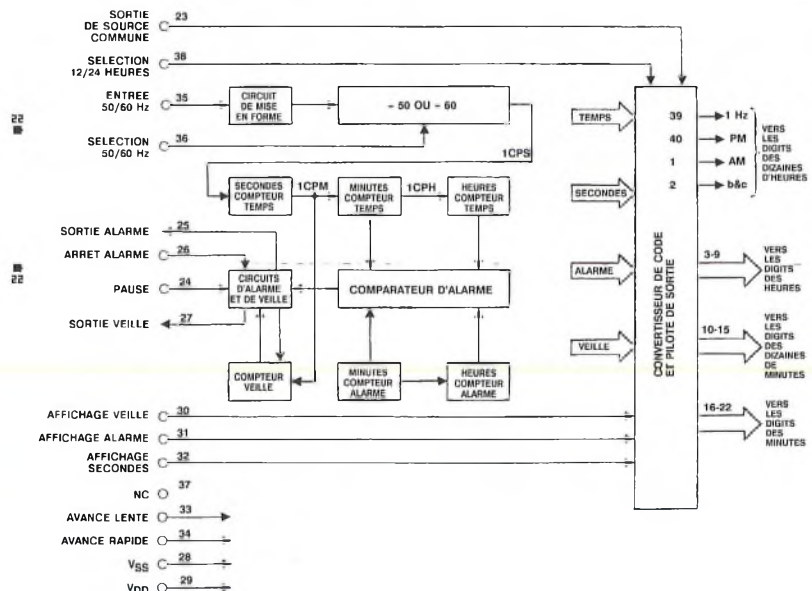 SORTIE
DE SOURCE
COMMUNE
23
SELECTION
12/24 HEURES
38
ENTREE
50/60 Hz
35
CIRCUIT
DE MISE
EN FORME
- 50 OU - 60
SELECTION
50/60 Hz
36
1CPS
SECONDES
COMPTEUR
TEMPS
1CPM
MINUTES
COMPTEUR
TEMPS
1CPH
HEURES
COMPTEUR
TEMPS
SORTIE ALARME
25
ARRET ALARME
26
PAUSE
24
SORTIE VEILLE
27
CIRCUITS
D'ALARME
ET DE VEILLE
COMPARATEUR D'ALARME
COMPTEUR
VEILLE
MINUTES
COMPTEUR
ALARME
HEURES
COMPTEUR
ALARME
AFFICHAGE VEILLE
30
AFFICHAGE ALARME
31
AFFICHAGE
SECONDES
32
NC
37
AVANCE LENTE
33
AVANCE RAPIDE
34
VSS
28
VDD
29
TEMPS
SECONDES
ALARME
VEILLE
CONVERTISSEUR DE CODE
ET PILOTE DE SORTIE
39
1 Hz
40
PM
1
AM
2
b&c
VERS
LES
DIGITS
DES
DIZAINES
D'HEURES
3-9
VERS
LES
DIGITS
DES
HEURES
10-15
VERS
LES
DIGITS
DES
DIZAINES
DE
MINUTES
16-22
VERS
LES
DIGITS
DES
MINUTES
22
22